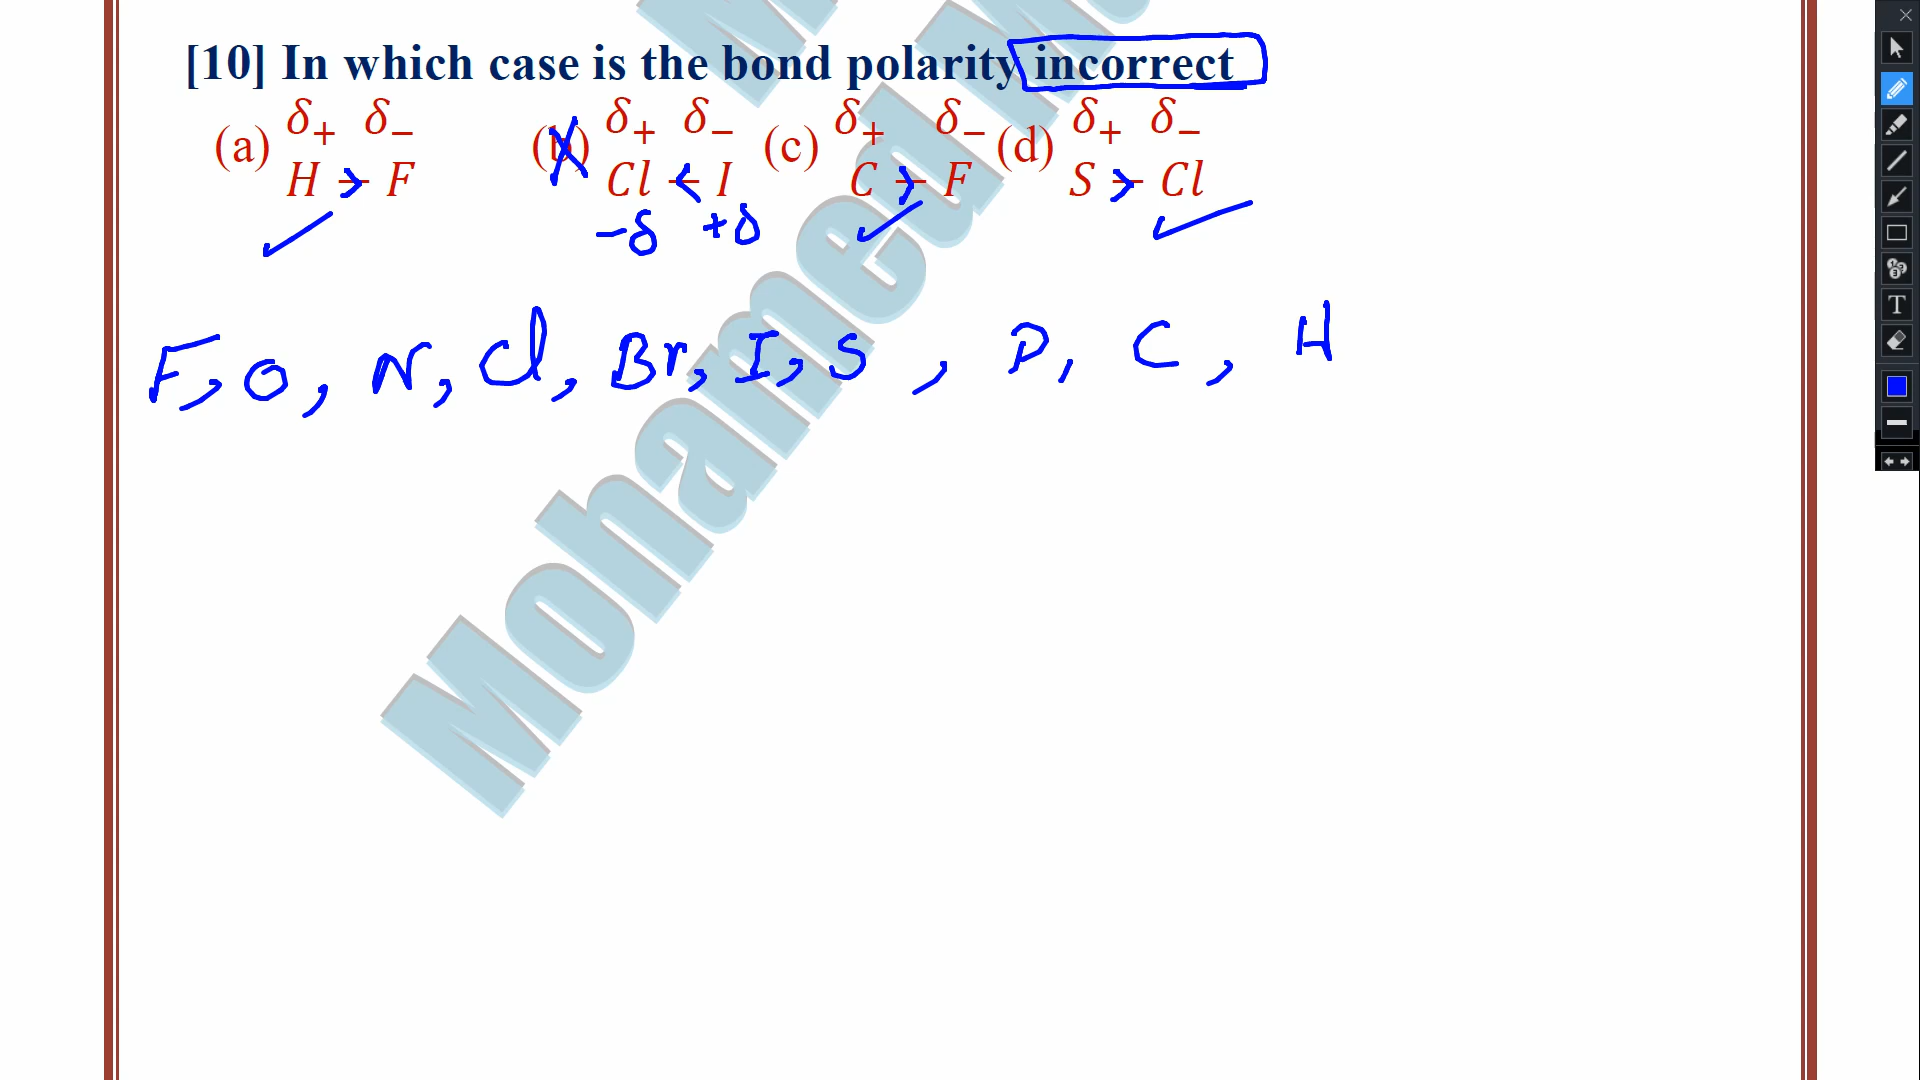 [10] In which case is the bond polarity incorrect
(a) δ+ δ− (b) δ+ δ− (c) δ+ δ− (d) δ+ δ−
H − F Cl − I C − F S − Cl
−δ +δ
F, O, N, Cl, Br, I, S, P, C, H
Mohamed